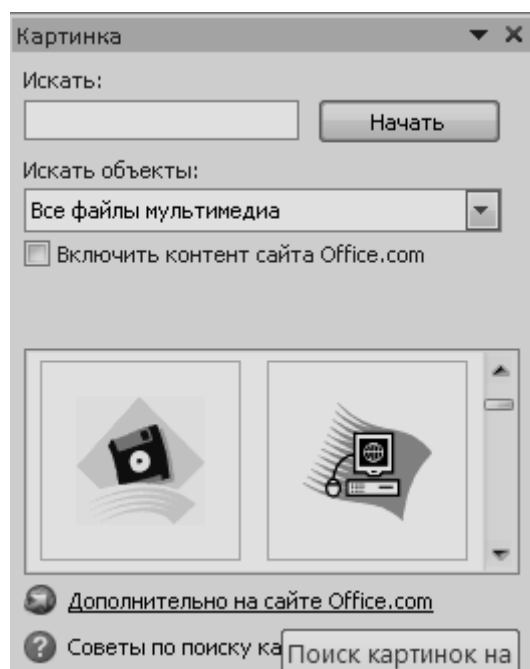 Картинка
Искать:
Начать
Искать объекты:
Все файлы мультимедиа
Включить контент сайта Office.com
Дополнительно на сайте Office.com
Советы по поиску
Поиск картинок на